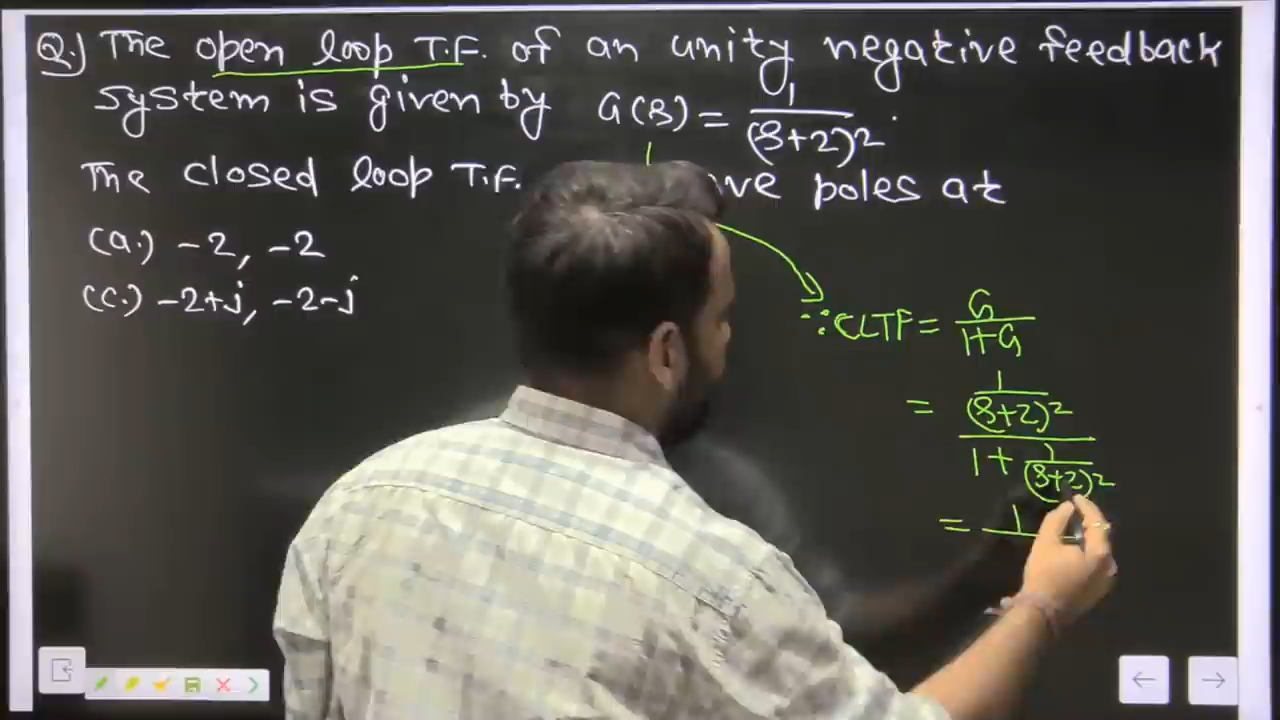 Q.) The open loop T.F. of an unity negative feedback
system is given by G(s) = 1/(s+2)2.
The closed loop T.F. poles at
(a.) -2, -2
(c.) -2+j, -2-j
∵ CLTF = G/1+G
= 1/(s+2)2 / 1+ 1/(s+2)2
= 1